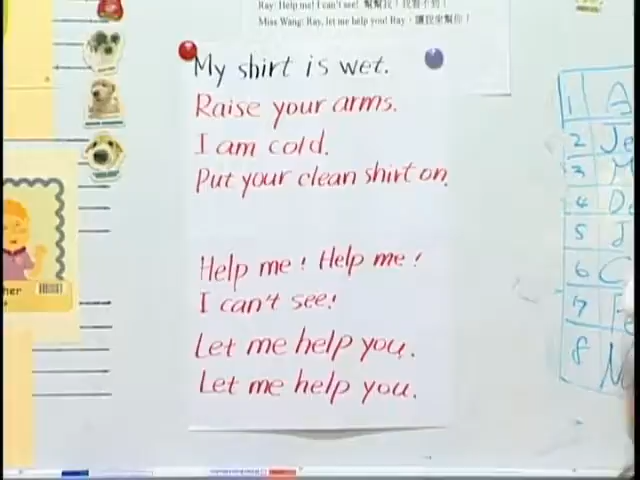 Ray: Help me! I can't see! 幫幫我！我看不到！
Miss Wang: Ray, let me help you! Ray，讓我來幫你！
My shirt is wet.
Raise your arms.
I am cold.
Put your clean shirt on.
Help me! Help me!
I can't see!
Let me help you.
Let me help you.
her
1 A
2 Je
3
4 De
5 J
6 C
7
8